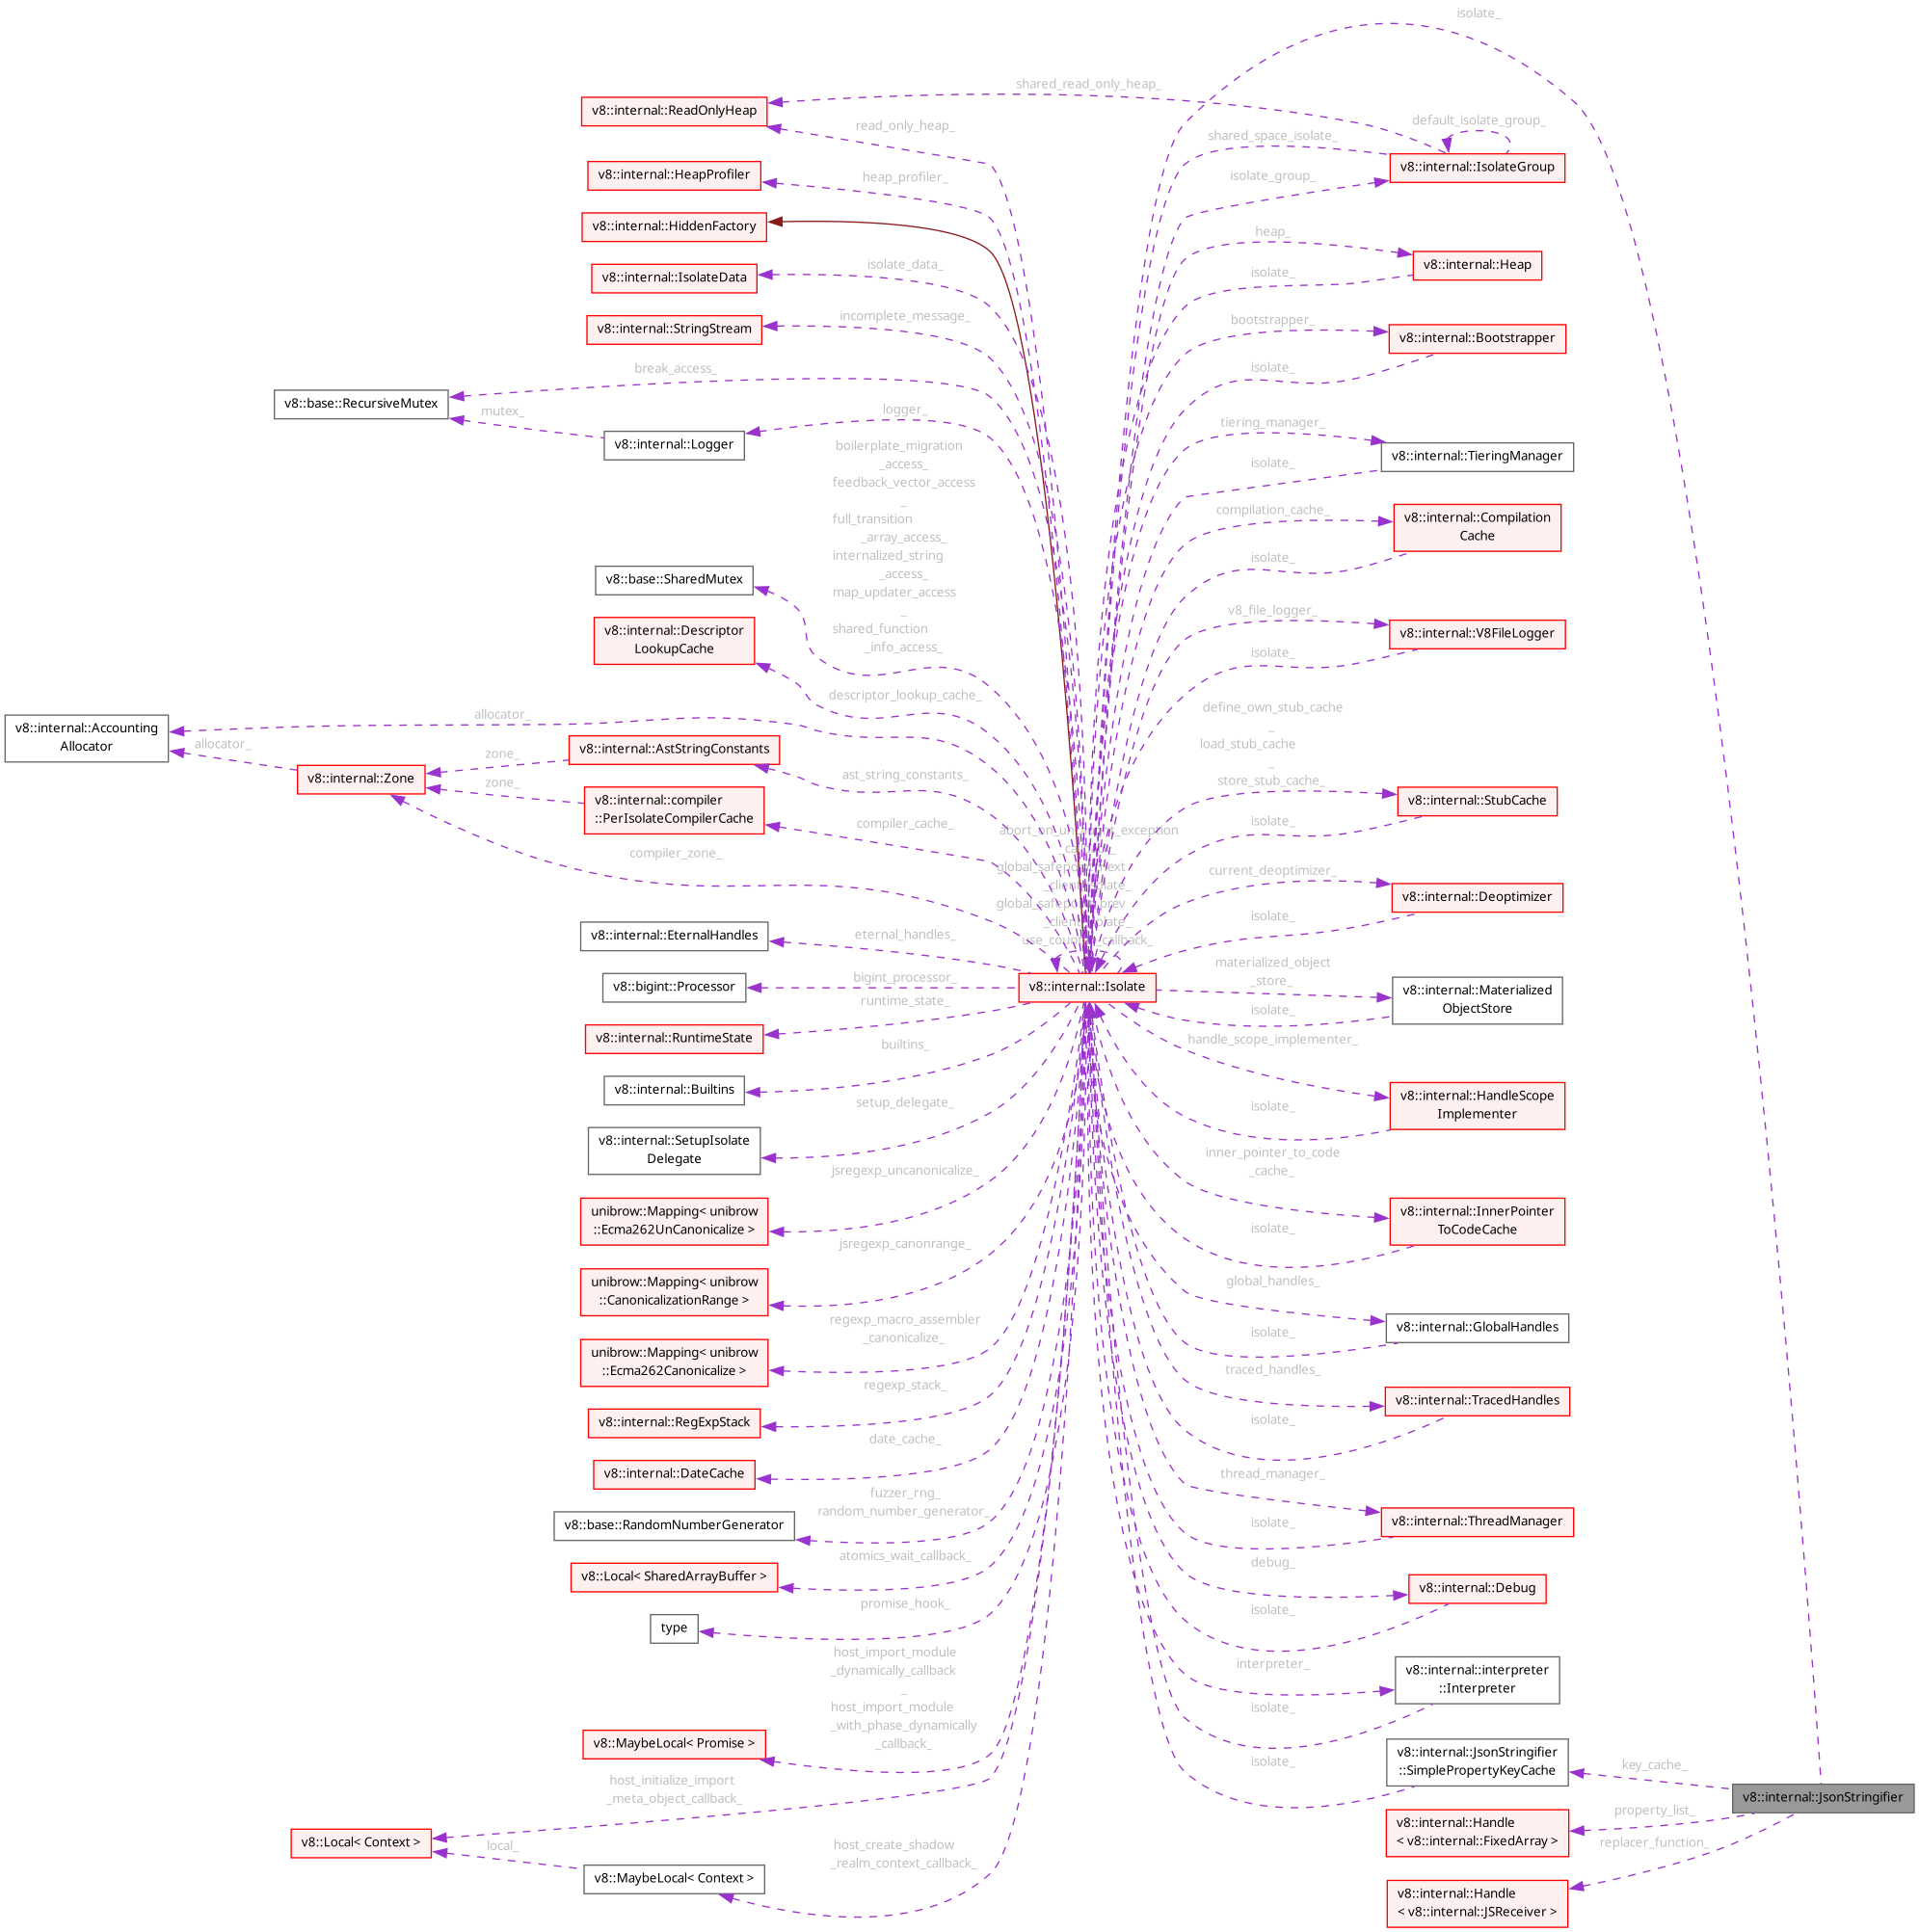 isolate_
shared_read_only_heap_
v8::internal::ReadOnlyHeap
read_only_heap_
shared_space_isolate_
default_isolate_group_
v8::internal::IsolateGroup
v8::internal::HeapProfiler
heap_profiler_
isolate_group_
v8::internal::HiddenFactory
heap_
v8::internal::IsolateData
isolate_data_
isolate_
v8::internal::Heap
v8::internal::StringStream
incomplete_message_
bootstrapper_
v8::internal::Bootstrapper
break_access_
isolate_
v8::base::RecursiveMutex
mutex_
v8::internal::Logger
logger_
tiering_manager_
v8::internal::TieringManager
isolate_
boilerplate_migration
_access_
feedback_vector_access
_
full_transition
_array_access_
internalized_string
_access_
map_updater_access
_
shared_function
_info_access_
compilation_cache_
v8::internal::Compilation
Cache
isolate_
v8::base::SharedMutex
v8::internal::Descriptor
LookupCache
descriptor_lookup_cache_
v8_file_logger_
v8::internal::V8FileLogger
isolate_
v8::internal::Accounting
Allocator
allocator_
allocator_
v8::internal::Zone
zone_
zone_
v8::internal::AstStringConstants
ast_string_constants_
define_own_stub_cache
_
load_stub_cache
_
store_stub_cache_
v8::internal::StubCache
isolate_
v8::internal::compiler
::PerIsolateCompilerCache
compiler_cache_
compiler_zone_
current_deoptimizer_
v8::internal::Deoptimizer
isolate_
v8::internal::EternalHandles
eternal_handles_
use_counter_callback_
v8::bigint::Processor
bigint_processor_
v8::internal::Isolate
materialized_object
_store_
v8::internal::Materialized
ObjectStore
isolate_
v8::internal::RuntimeState
runtime_state_
handle_scope_implementer_
v8::internal::Builtins
builtins_
v8::internal::HandleScope
Implementer
isolate_
v8::internal::SetupIsolate
Delegate
setup_delegate_
unibrow::Mapping< unibrow
::Ecma262UnCanonicalize >
jsregexp_uncanonicalize_
inner_pointer_to_code
_cache_
v8::internal::InnerPointer
ToCodeCache
isolate_
unibrow::Mapping< unibrow
::CanonicalizationRange >
jsregexp_canonrange_
global_handles_
v8::internal::GlobalHandles
isolate_
unibrow::Mapping< unibrow
::Ecma262Canonicalize >
regexp_macro_assembler
_canonicalize_
traced_handles_
v8::internal::TracedHandles
isolate_
v8::internal::RegExpStack
regexp_stack_
v8::internal::DateCache
date_cache_
thread_manager_
v8::internal::ThreadManager
isolate_
v8::base::RandomNumberGenerator
fuzzer_rng_
random_number_generator_
v8::Local< SharedArrayBuffer >
atomics_wait_callback_
debug_
v8::internal::Debug
isolate_
type
promise_hook_
interpreter_
v8::internal::interpreter
::Interpreter
isolate_
v8::MaybeLocal< Promise >
host_import_module
_dynamically_callback
_
host_import_module
_with_phase_dynamically
_callback_
isolate_
v8::internal::JsonStringifier
::SimplePropertyKeyCache
key_cache_
v8::internal::JsonStringifier
host_initialize_import
_meta_object_callback_
v8::Local< Context >
local_
v8::MaybeLocal< Context >
host_create_shadow
_realm_context_callback_
property_list_
v8::internal::Handle
< v8::internal::FixedArray >
replacer_function_
v8::internal::Handle
< v8::internal::JSReceiver >